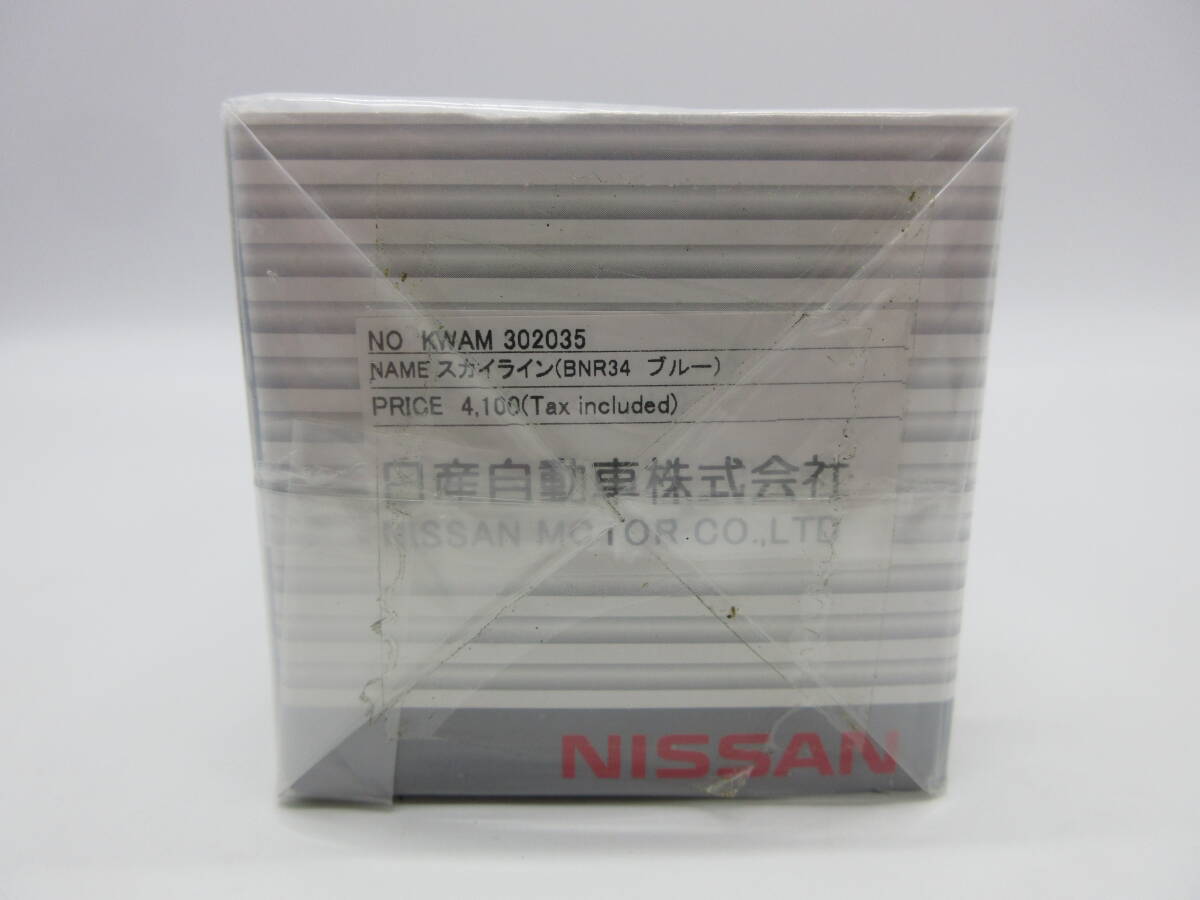 NO KWAM 302035
NAME スカイライン(BNR34 ブルー)
PRICE 4,100(Tax included)
日産自動車株式会社
NISSAN MOTOR CO.,LTD
NISSAN